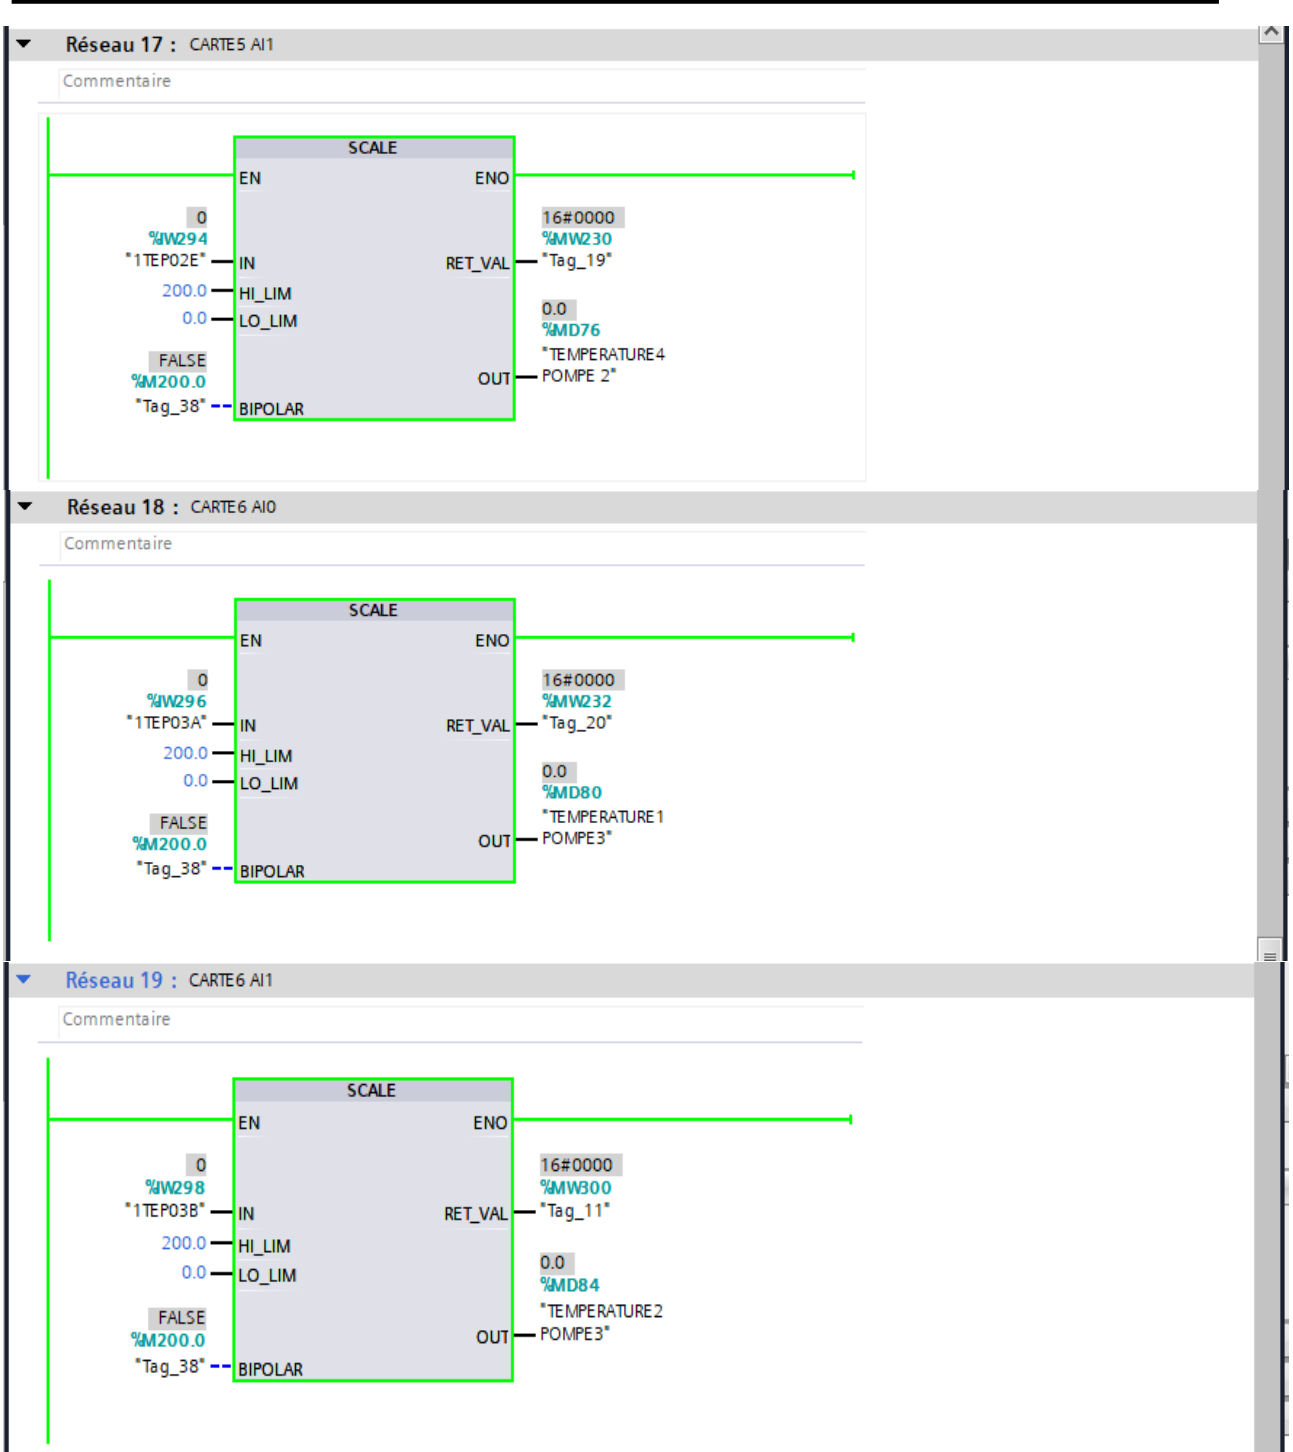 Réseau 17 : CARTE5 AI1
Commentaire
SCALE
EN ENO
0 16#0000
%IW294 %MW230
"1TEP02E" IN RET_VAL "Tag_19"
200.0 HI_LIM
0.0 LO_LIM 0.0
%MD76
FALSE "TEMPERATURE4
%M200.0 OUT POMPE 2"
"Tag_38" BIPOLAR
Réseau 18 : CARTE6 AI0
Commentaire
SCALE
EN ENO
0 16#0000
%IW296 %MW232
"1TEP03A" IN RET_VAL "Tag_20"
200.0 HI_LIM
0.0 LO_LIM 0.0
%MD80
FALSE "TEMPERATURE1
%M200.0 OUT POMPE3"
"Tag_38" BIPOLAR
Réseau 19 : CARTE6 AI1
Commentaire
SCALE
EN ENO
0 16#0000
%IW298 %MW300
"1TEP03B" IN RET_VAL "Tag_11"
200.0 HI_LIM
0.0 LO_LIM 0.0
%MD84
FALSE "TEMPERATURE2
%M200.0 OUT POMPE3"
"Tag_38" BIPOLAR